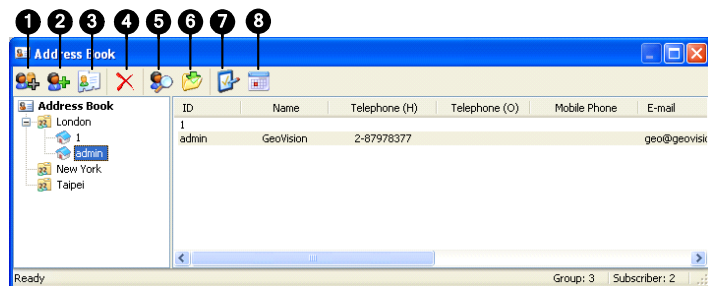 1 2 3 4 5 6 7 8
Address Book
Address Book
London
1
admin
New York
Taipei
ID Name Telephone (H) Telephone (O) Mobile Phone E-mail
1
admin GeoVision 2-87978377 geo@geovisio
Ready Group: 3 Subscriber: 2